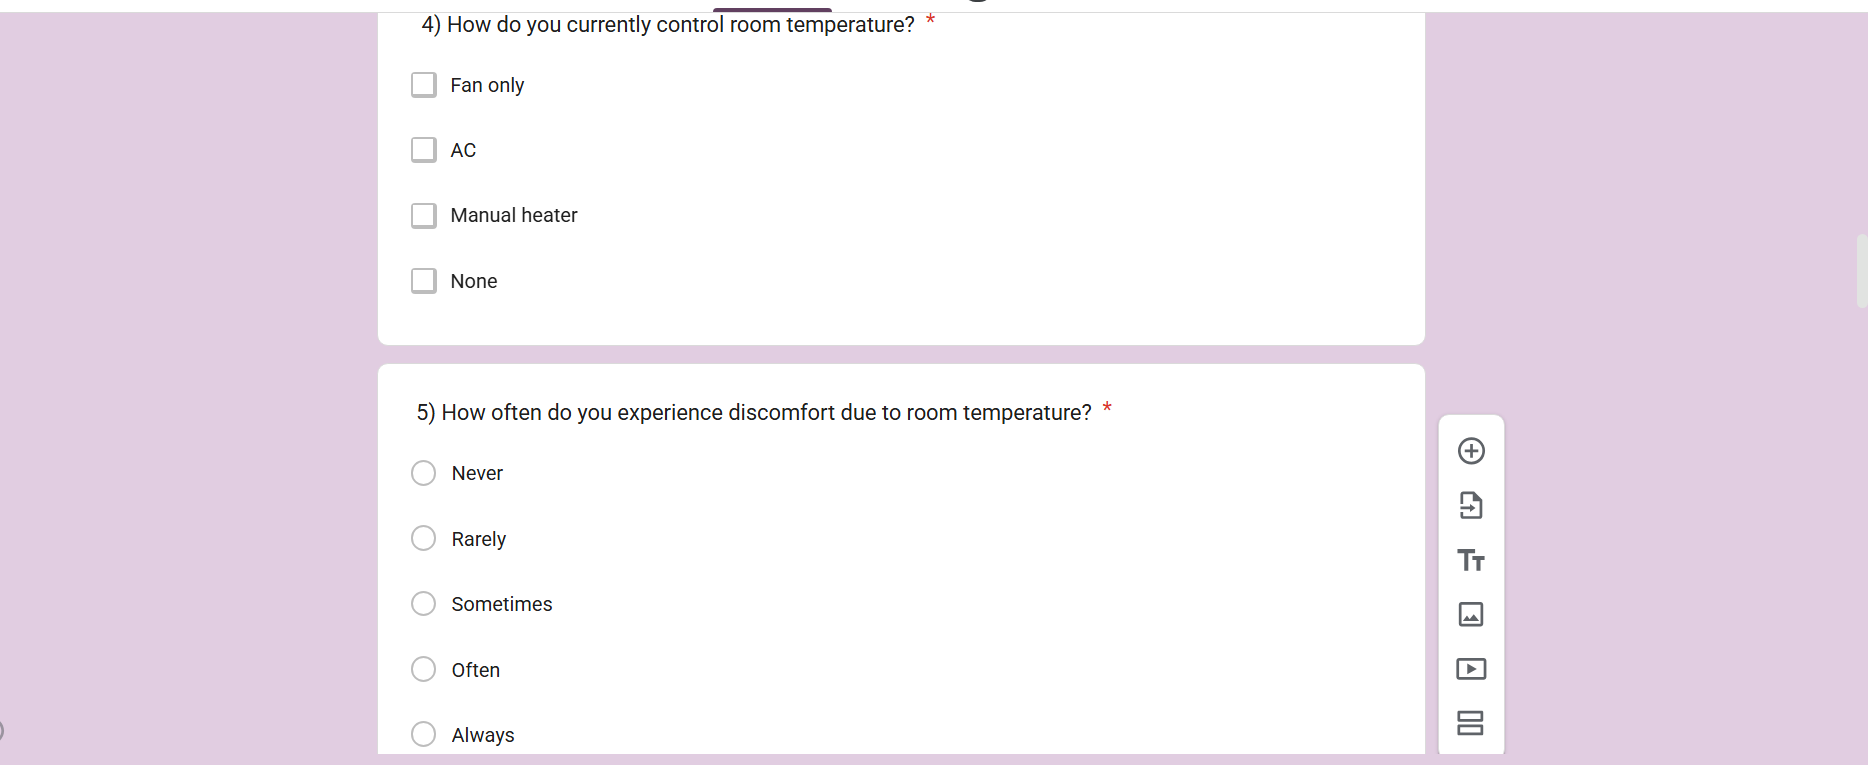 4) How do you currently control room temperature? *
Fan only
AC
Manual heater
None
5) How often do you experience discomfort due to room temperature? *
Never
Rarely
Sometimes
Often
Always